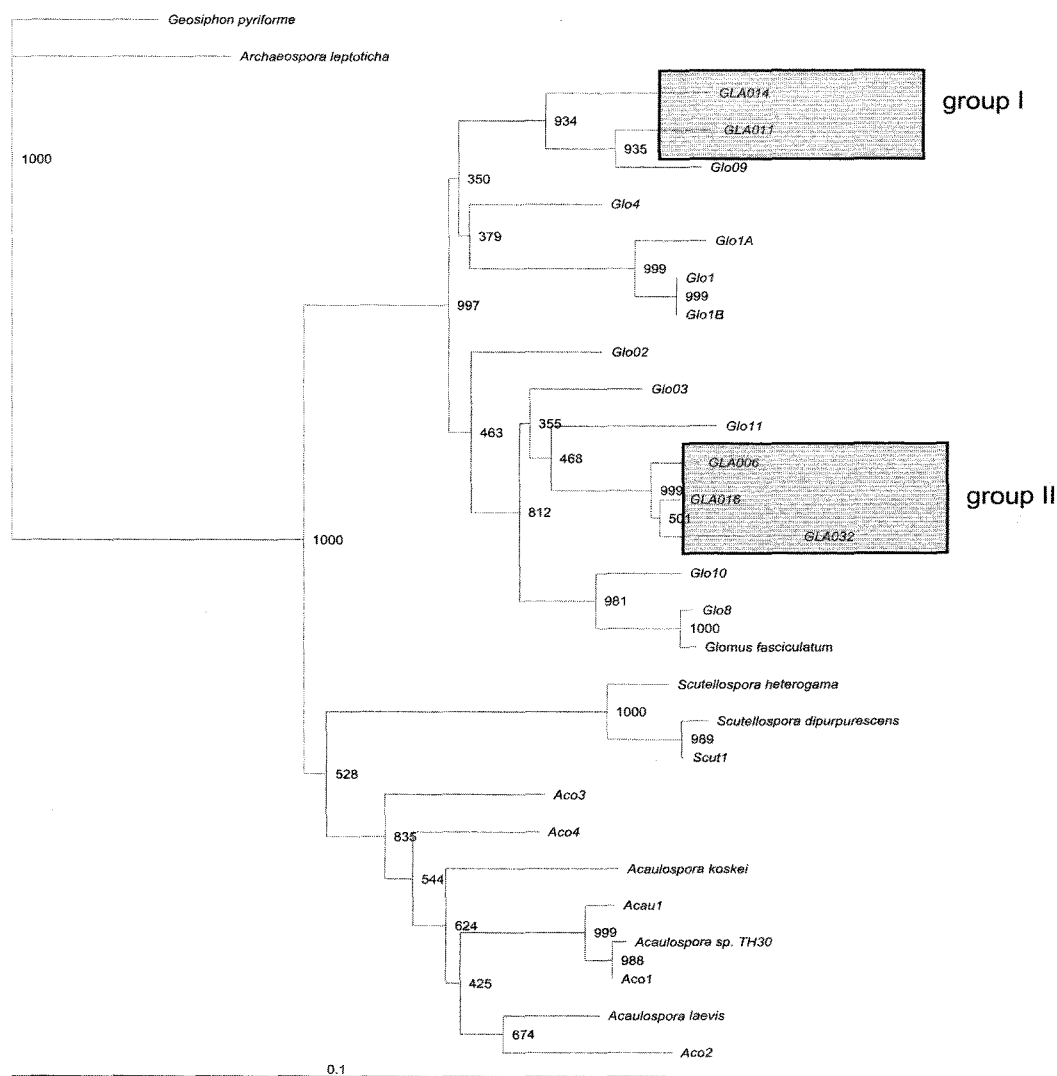 Geosiphon pyriforme
Archaeospora leptoticha
GLA014
group I
934
GLA011
935
1000
Glo09
350
Glo4
379
Glo1A
999
Glo1
997
999
Glo1B
Glo02
Glo03
355
Glo11
463
468
GLA006
999
GLA016
group II
812
501
GLA032
1000
Glo10
981
Glo8
1000
Glomus fasciculatum
Scutellospora heterogama
1000
Scutellospora dipurpurescens
989
Scut1
528
Aco3
835
Aco4
544
Acaulospora koskei
Acau1
624
999
Acaulospora sp. TH30
988
Aco1
425
Acaulospora laevis
674
Aco2
0.1